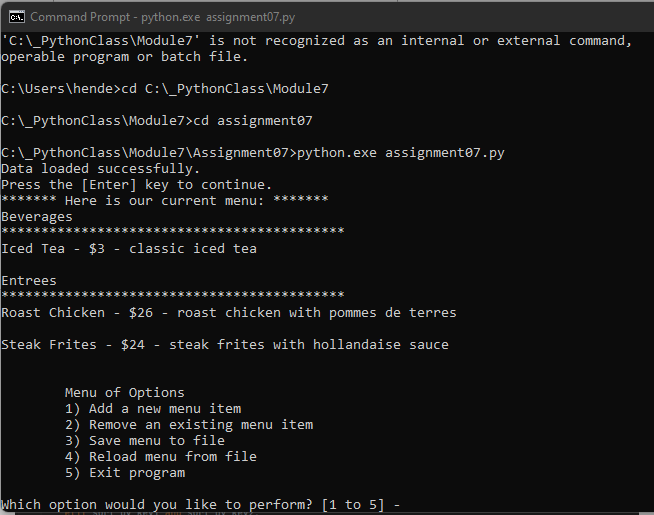 Command Prompt - python.exe assignment07.py
'C:\_PythonClass\Module7' is not recognized as an internal or external command,
operable program or batch file.
C:\Users\hende>cd C:\_PythonClass\Module7
C:\_PythonClass\Module7>cd assignment07
C:\_PythonClass\Module7\Assignment07>python.exe assignment07.py
Data loaded successfully.
Press the [Enter] key to continue.
******* Here is our current menu: *******
Beverages
*******************************************
Iced Tea - $3 - classic iced tea
Entrees
*******************************************
Roast Chicken - $26 - roast chicken with pommes de terres
Steak Frites - $24 - steak frites with hollandaise sauce
Menu of Options
1) Add a new menu item
2) Remove an existing menu item
3) Save menu to file
4) Reload menu from file
5) Exit program
Which option would you like to perform? [1 to 5] -